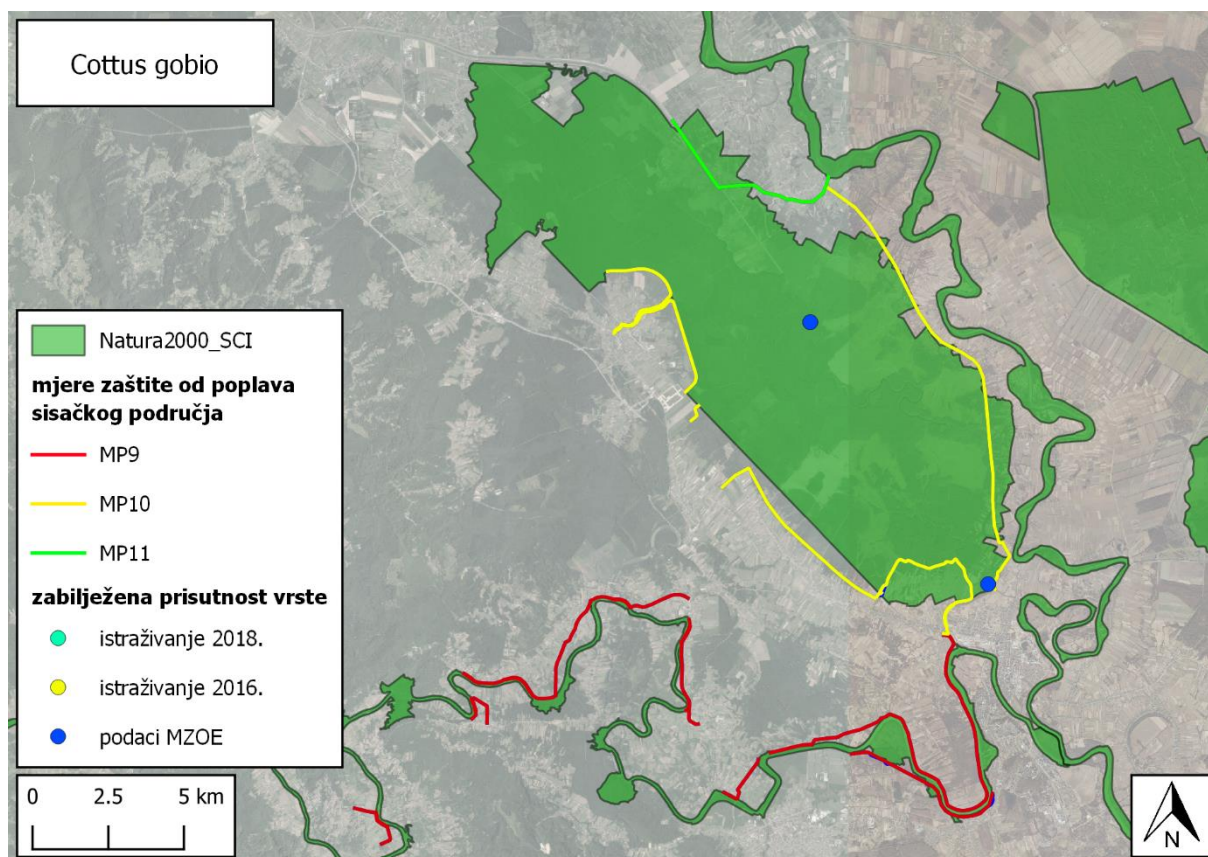 Cottus gobio
Natura2000_SCI
mjere zaštite od poplava
sisačkog područja
MP9
MP10
MP11
zabilježena prisutnost vrste
istraživanje 2018.
istraživanje 2016.
podaci MZOE
0 2.5 5 km
N